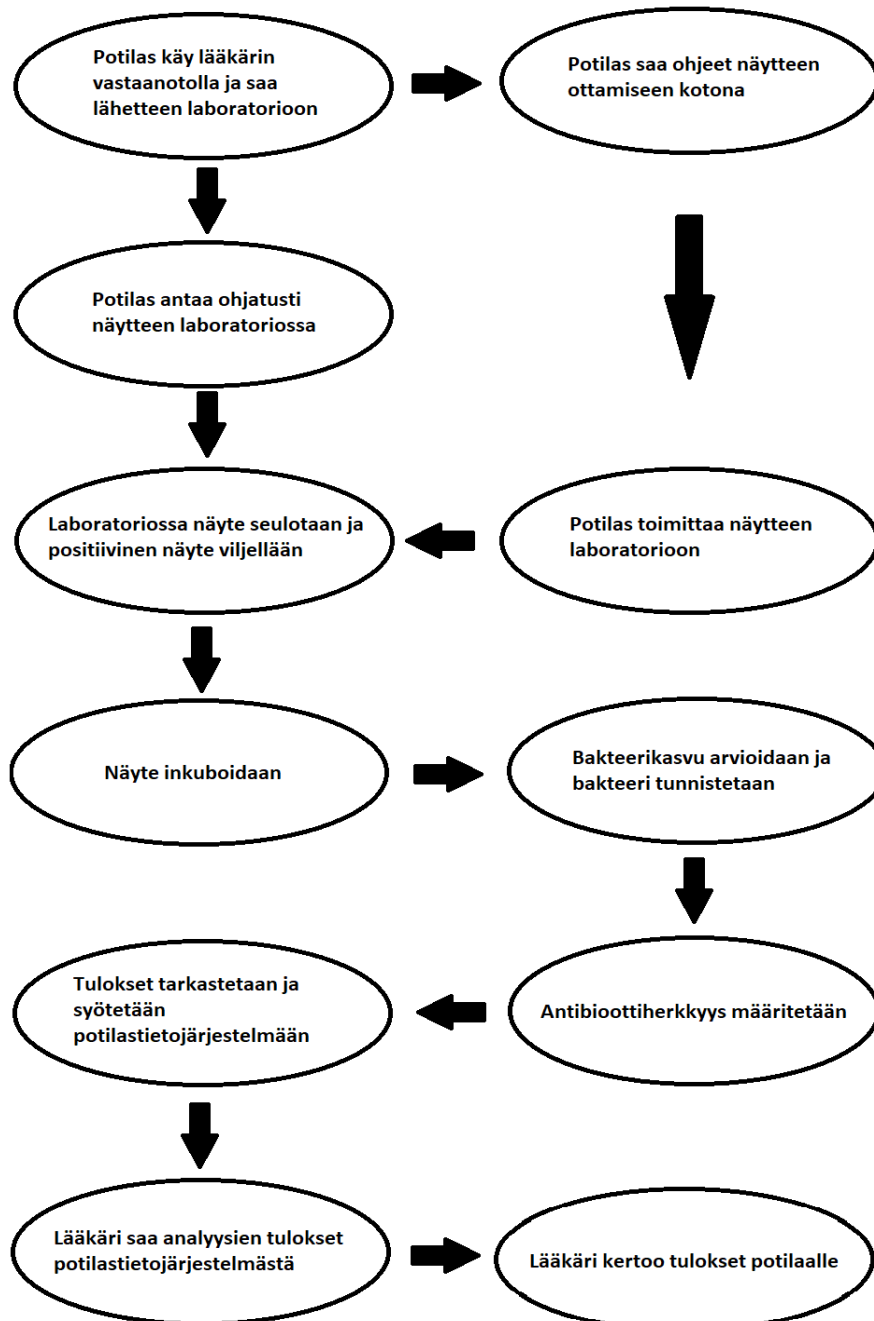 Potilas käy lääkärin
vastaanotolla ja saa
lähetteen laboratorioon
Potilas saa ohjeet näytteen
ottamiseen kotona
Potilas antaa ohjatusti
näytteen laboratoriossa
Laboratoriossa näyte seulotaan ja
positiivinen näyte viljellään
Potilas toimittaa näytteen
laboratorioon
Näyte inkuboidaan
Bakteerikasvu arvioidaan ja
bakteeri tunnistetaan
Tulokset tarkastetaan ja
syötetään
potilastietojärjestelmään
Antibioottiherkkyys määritetään
Lääkäri saa analyysien tulokset
potilastietojärjestelmästä
Lääkäri kertoo tulokset potilaalle